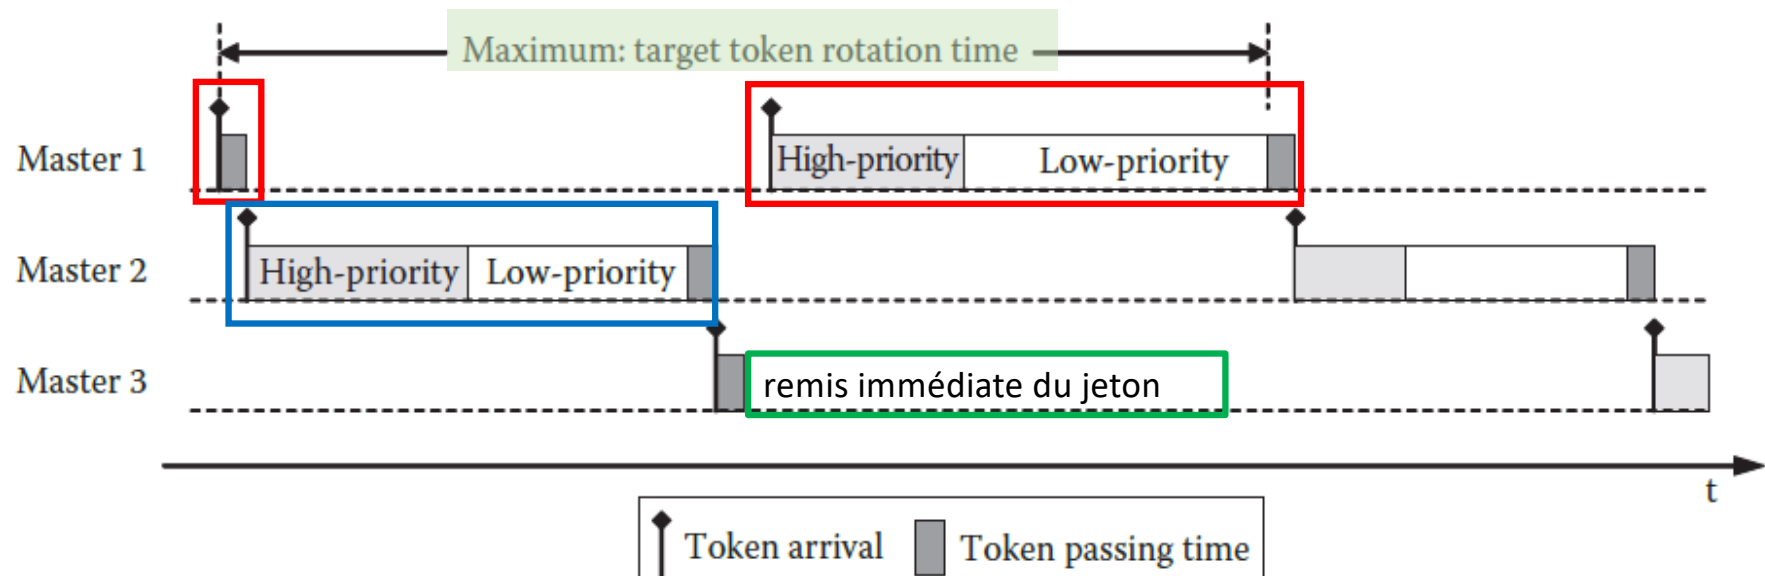 Maximum: target token rotation time
Master 1
High-priority Low-priority
Master 2
High-priority Low-priority
Master 3
remis immédiate du jeton
t
Token arrival Token passing time